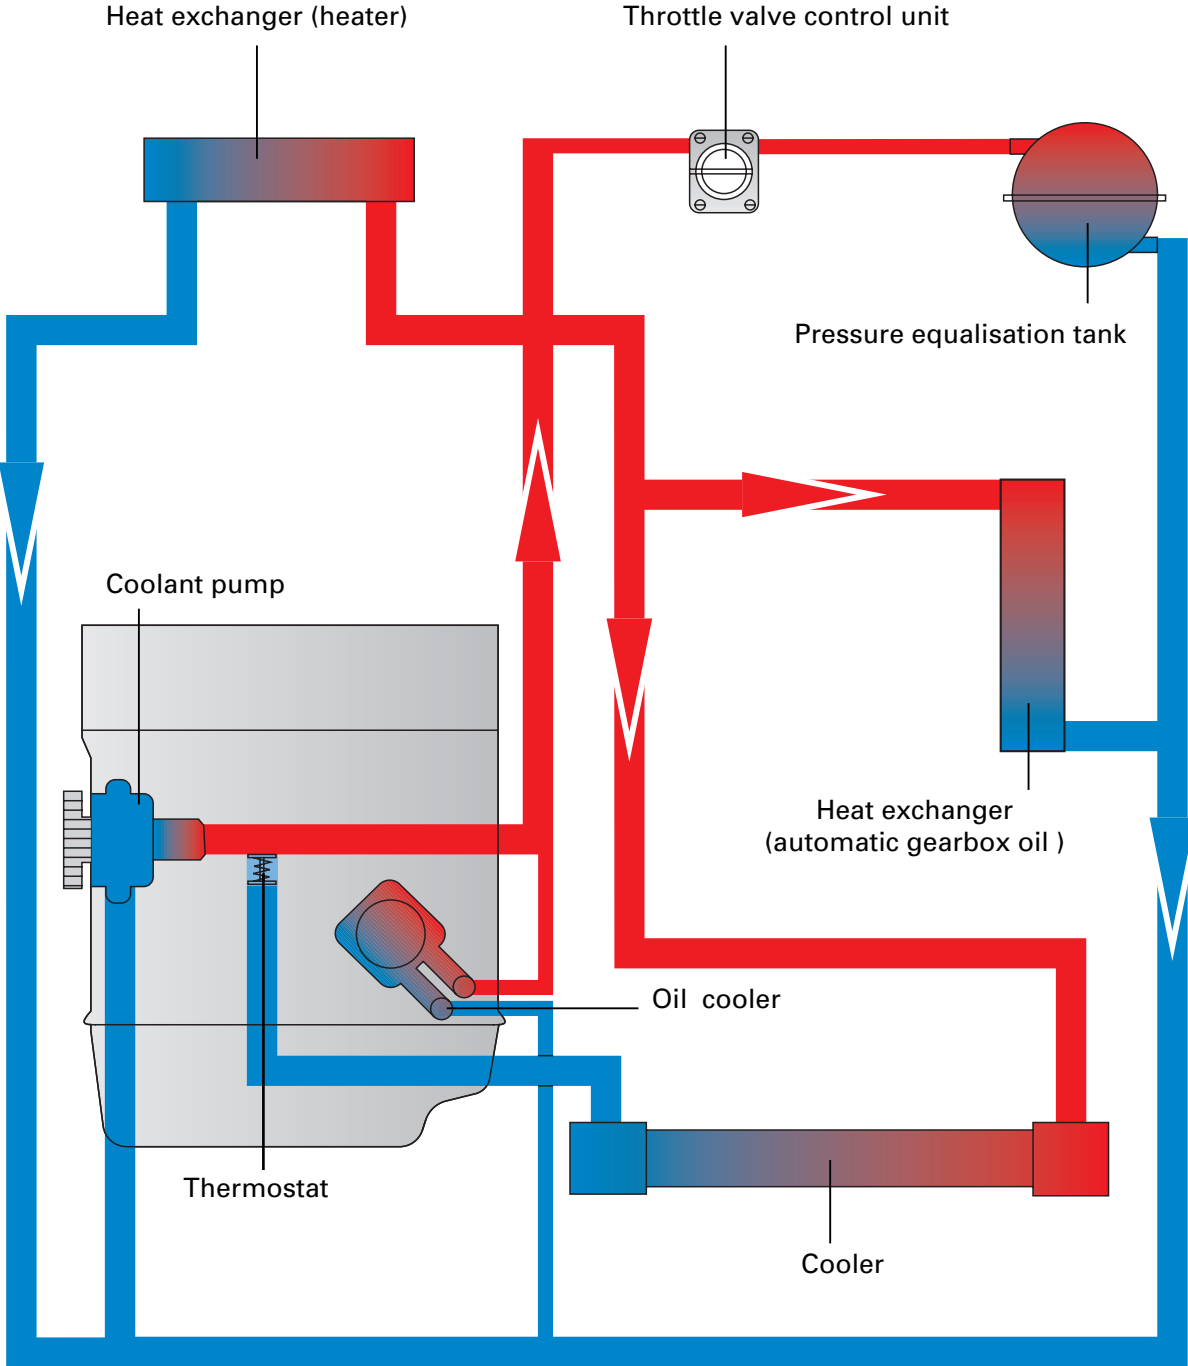 Heat exchanger (heater)
Throttle valve control unit
Pressure equalisation tank
Coolant pump
Heat exchanger
(automatic gearbox oil )
Oil cooler
Thermostat
Cooler